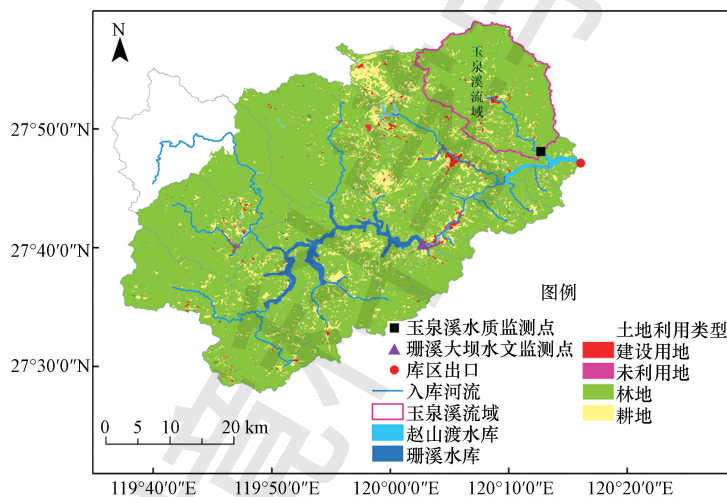 N
玉泉溪流域
27°50′0″N
27°40′0″N
27°30′0″N
图例
玉泉溪水质监测点
珊溪大坝水文监测点
库区出口
入库河流
玉泉溪流域
赵山渡水库
珊溪水库
土地利用类型
建设用地
未利用地
林地
耕地
0 5 10 20 km
119°40′0″E 119°50′0″E 120°00′0″E 120°10′0″E 120°20′0″E